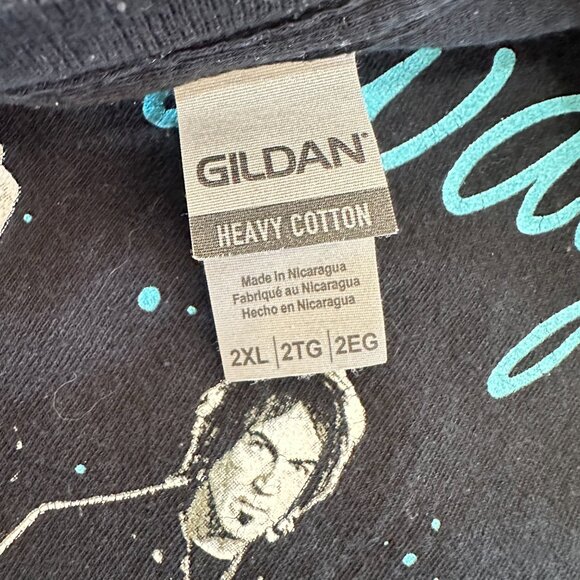 GILDAN®
HEAVY COTTON
Made in Nicaragua
Fabriqué au Nicaragua
Hecho en Nicaragua
2XL | 2TG | 2EG